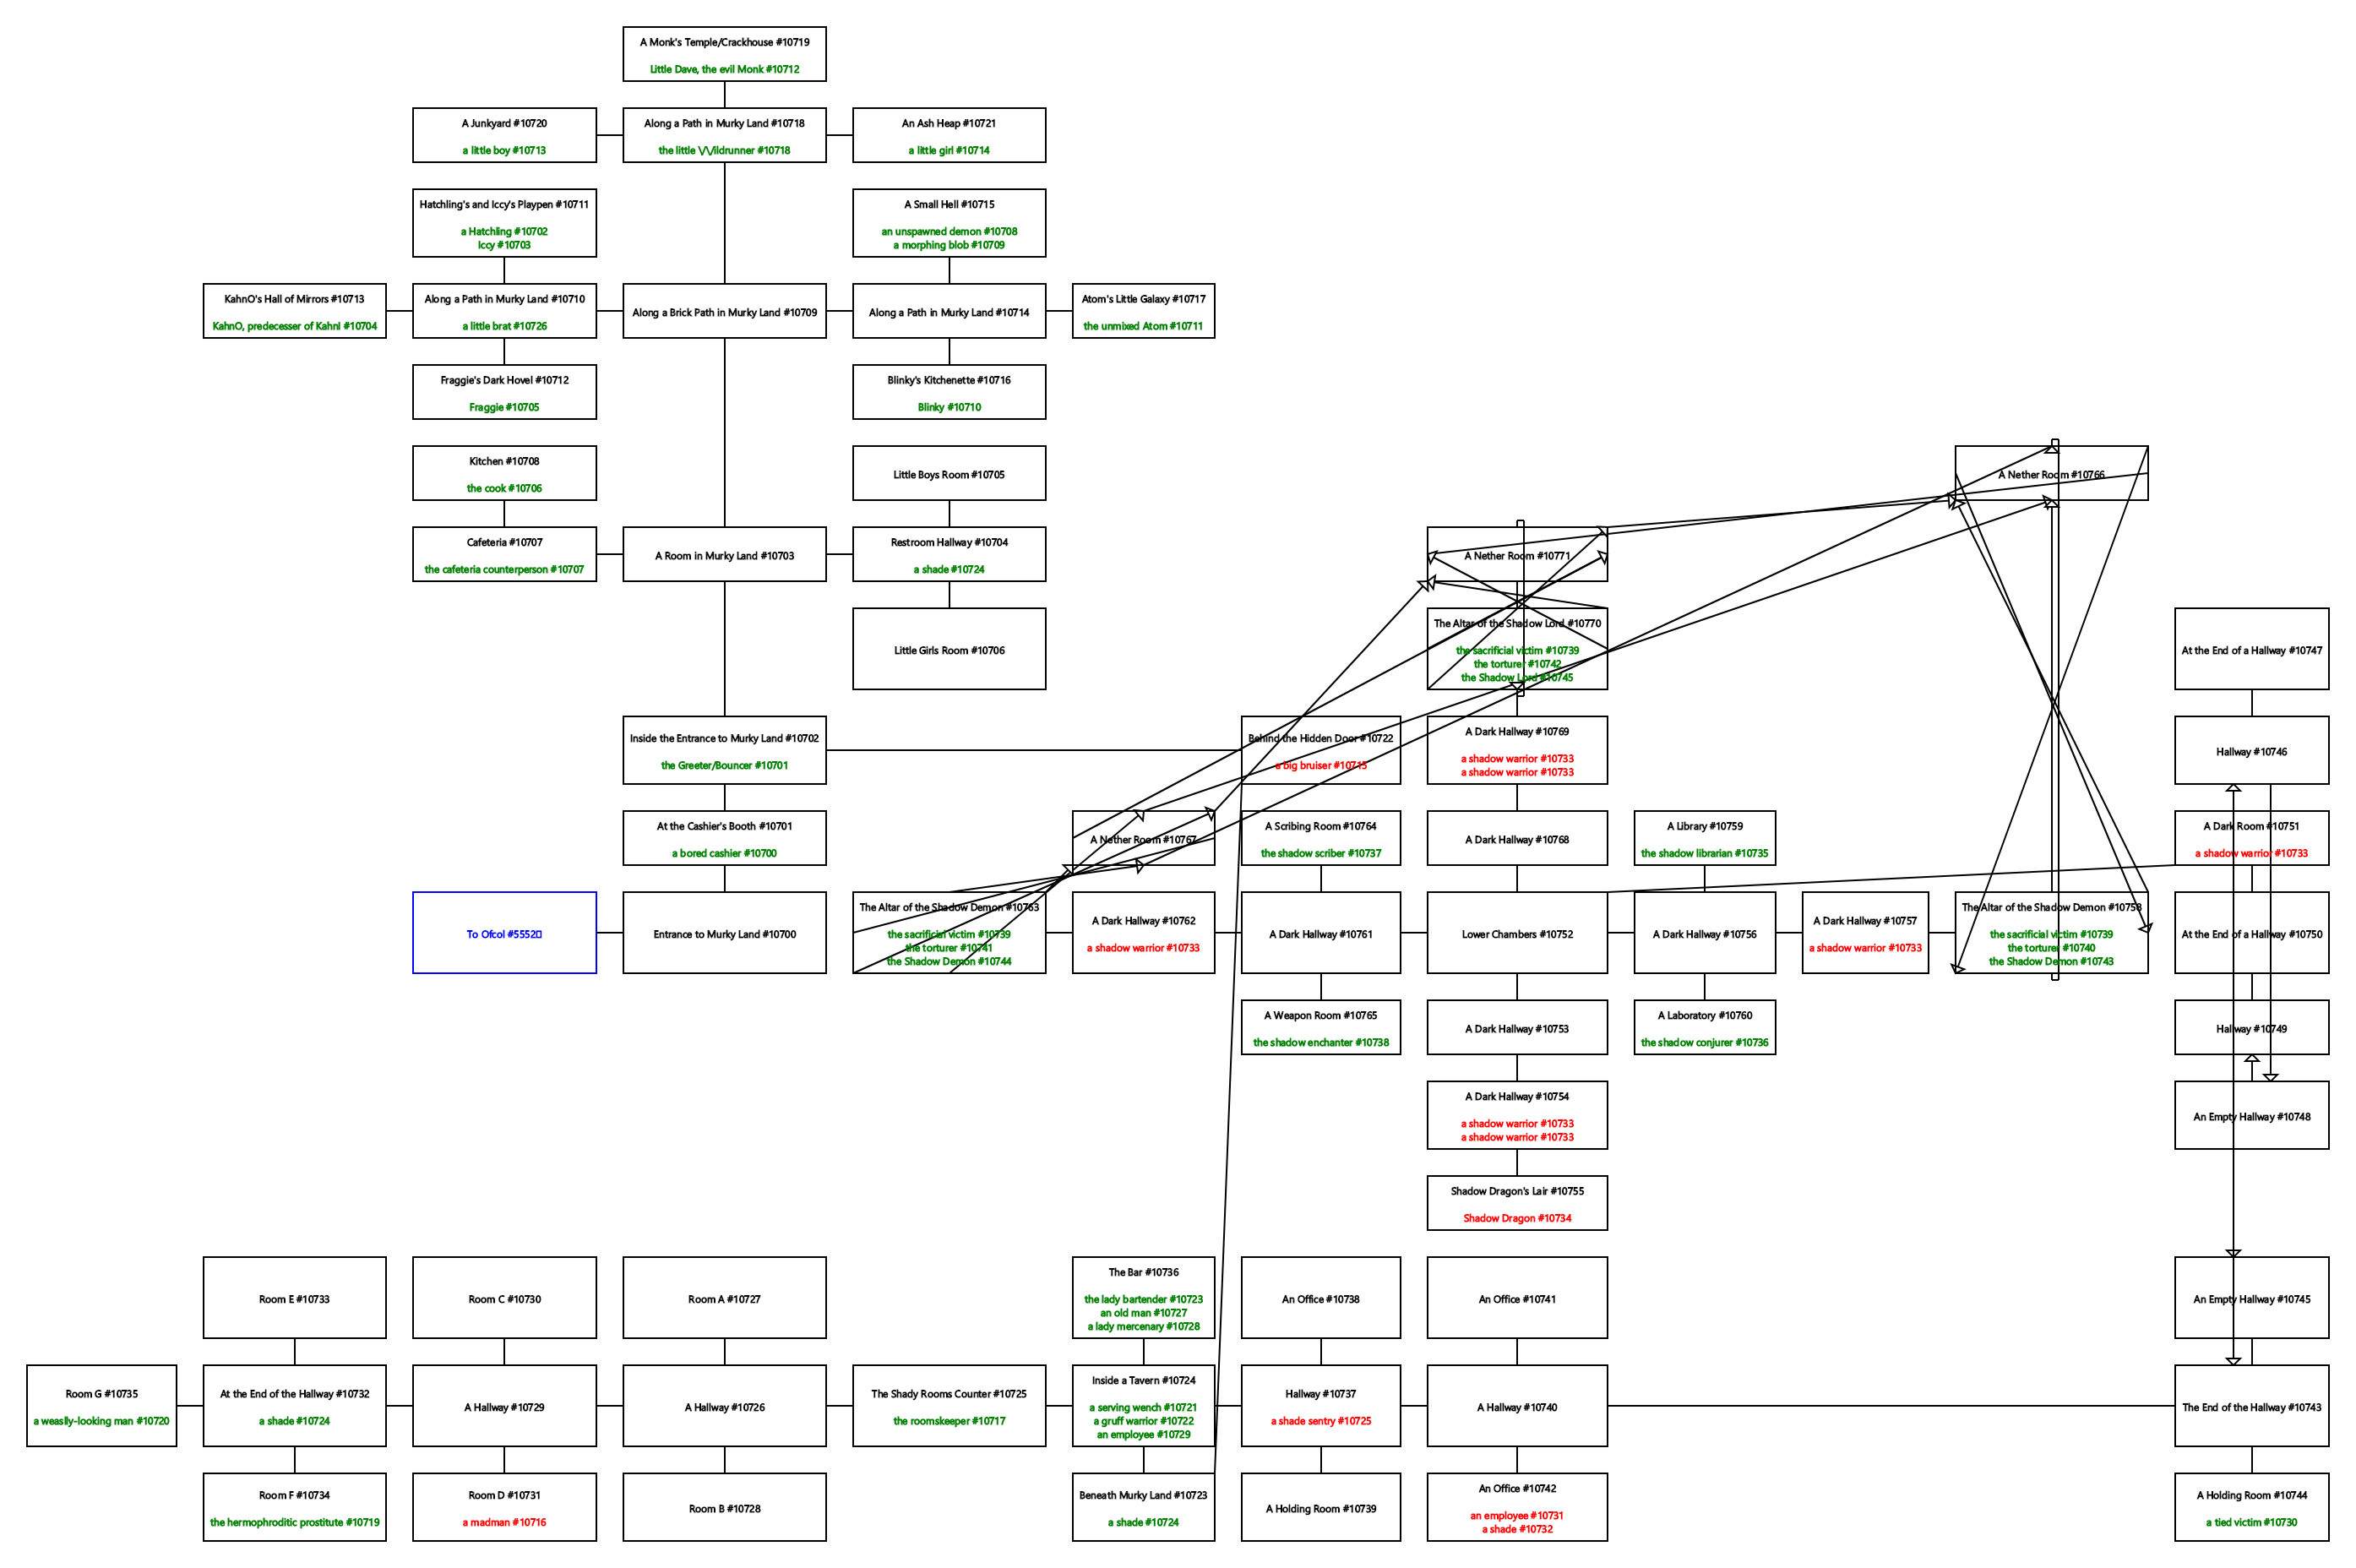 A Monk's Temple/Crackhouse #10719
Little Dave, the evil Monk #10712
A Junkyard #10720
a little boy #10713
Along a Path in Murky Land #10718
the little \/\/ildrunner #10718
An Ash Heap #10721
a little girl #10714
Hatchling's and Iccy's Playpen #10711
a Hatchling #10702
Iccy #10703
A Small Hell #10715
an unspawned demon #10708
a morphing blob #10709
KahnO's Hall of Mirrors #10713
KahnO, predecesser of KahnI #10704
Along a Path in Murky Land #10710
a little brat #10726
Along a Brick Path in Murky Land #10709
Along a Path in Murky Land #10714
Atom's Little Galaxy #10717
the unmixed Atom #10711
Fraggie's Dark Hovel #10712
Fraggie #10705
Blinky's Kitchenette #10716
Blinky #10710
Kitchen #10708
the cook #10706
Little Boys Room #10705
A Nether Room #10766
Cafeteria #10707
the cafeteria counterperson #10707
A Room in Murky Land #10703
Restroom Hallway #10704
a shade #10724
A Nether Room #10771
Little Girls Room #10706
The Altar of the Shadow Lord #10770
the sacrificial victim #10739
the torturer #10742
the Shadow Lord #10745
At the End of a Hallway #10747
Inside the Entrance to Murky Land #10702
the Greeter/Bouncer #10701
Behind the Hidden Door #10722
a big bruiser #10715
A Dark Hallway #10769
a shadow warrior #10733
a shadow warrior #10733
Hallway #10746
At the Cashier's Booth #10701
a bored cashier #10700
A Nether Room #10767
A Scribing Room #10764
the shadow scriber #10737
A Dark Hallway #10768
A Library #10759
the shadow librarian #10735
A Dark Room #10751
a shadow warrior #10733
To Ofcol #5552
Entrance to Murky Land #10700
The Altar of the Shadow Demon #10763
the sacrificial victim #10739
the torturer #10741
the Shadow Demon #10744
A Dark Hallway #10762
a shadow warrior #10733
A Dark Hallway #10761
Lower Chambers #10752
A Dark Hallway #10756
A Dark Hallway #10757
a shadow warrior #10733
The Altar of the Shadow Demon #10758
the sacrificial victim #10739
the torturer #10740
the Shadow Demon #10743
At the End of a Hallway #10750
A Weapon Room #10765
the shadow enchanter #10738
A Dark Hallway #10753
A Laboratory #10760
the shadow conjurer #10736
Hallway #10749
A Dark Hallway #10754
a shadow warrior #10733
a shadow warrior #10733
An Empty Hallway #10748
Shadow Dragon's Lair #10755
Shadow Dragon #10734
Room E #10733
Room C #10730
Room A #10727
The Bar #10736
the lady bartender #10723
an old man #10727
a lady mercenary #10728
An Office #10738
An Office #10741
An Empty Hallway #10745
Room G #10735
a weaslly-looking man #10720
At the End of the Hallway #10732
a shade #10724
A Hallway #10729
A Hallway #10726
The Shady Rooms Counter #10725
the roomskeeper #10717
Inside a Tavern #10724
a serving wench #10721
a gruff warrior #10722
an employee #10729
Hallway #10737
a shade sentry #10725
A Hallway #10740
The End of the Hallway #10743
Room F #10734
the hermophroditic prostitute #10719
Room D #10731
a madman #10716
Room B #10728
Beneath Murky Land #10723
a shade #10724
A Holding Room #10739
An Office #10742
an employee #10731
a shade #10732
A Holding Room #10744
a tied victim #10730